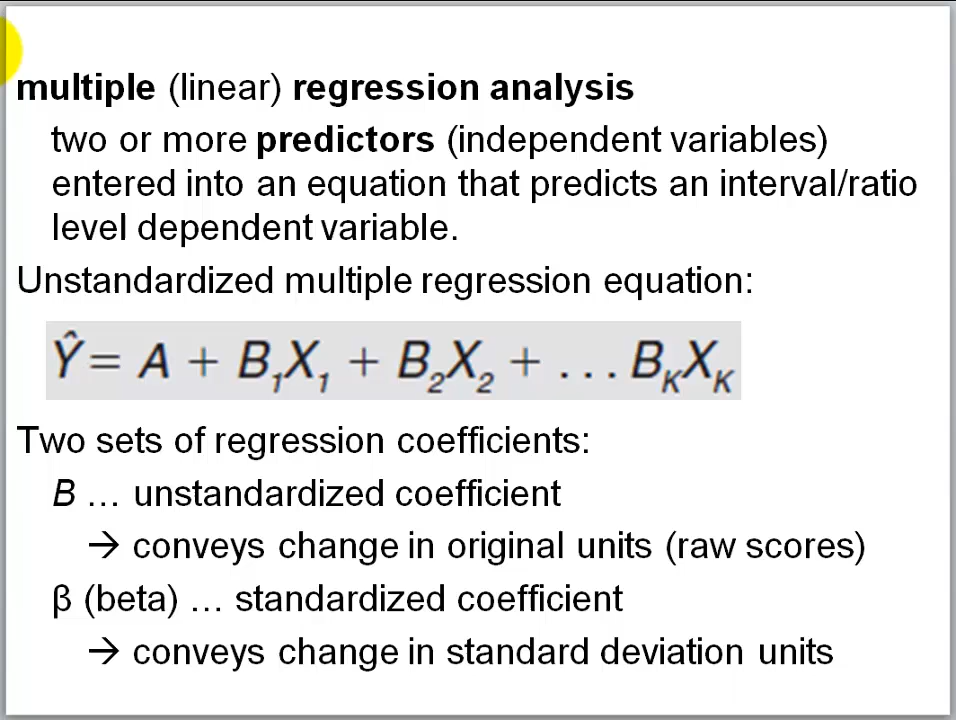 multiple (linear) regression analysis
two or more predictors (independent variables)
entered into an equation that predicts an interval/ratio
level dependent variable.
Unstandardized multiple regression equation:
Ŷ = A + B₁X₁ + B₂X₂ + ... BₖXₖ
Two sets of regression coefficients:
B … unstandardized coefficient
→ conveys change in original units (raw scores)
β (beta) … standardized coefficient
→ conveys change in standard deviation units